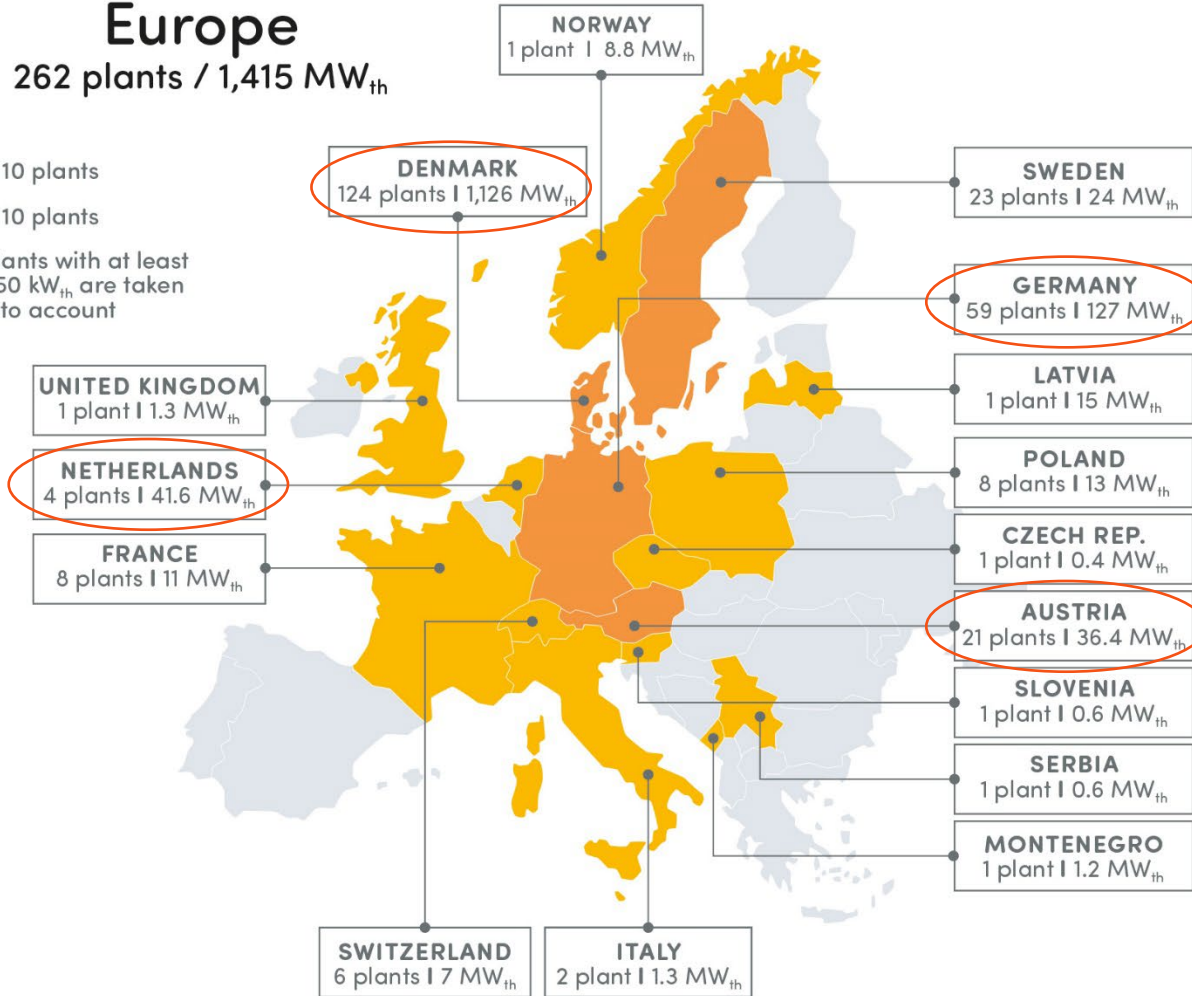 Europe
262 plants / 1,415 MWth
10 plants
10 plants
ants with at least
50 kWth are taken
to account
NORWAY
1 plant I 8.8 MWth
DENMARK
124 plants I 1,126 MWth
SWEDEN
23 plants I 24 MWth
GERMANY
59 plants I 127 MWth
UNITED KINGDOM
1 plant I 1.3 MWth
LATVIA
1 plant I 15 MWth
NETHERLANDS
4 plants I 41.6 MWth
POLAND
8 plants I 13 MWth
FRANCE
8 plants I 11 MWth
CZECH REP.
1 plant I 0.4 MWth
AUSTRIA
21 plants I 36.4 MWth
SLOVENIA
1 plant I 0.6 MWth
SERBIA
1 plant I 0.6 MWth
MONTENEGRO
1 plant I 1.2 MWth
SWITZERLAND
6 plants I 7 MWth
ITALY
2 plant I 1.3 MWth